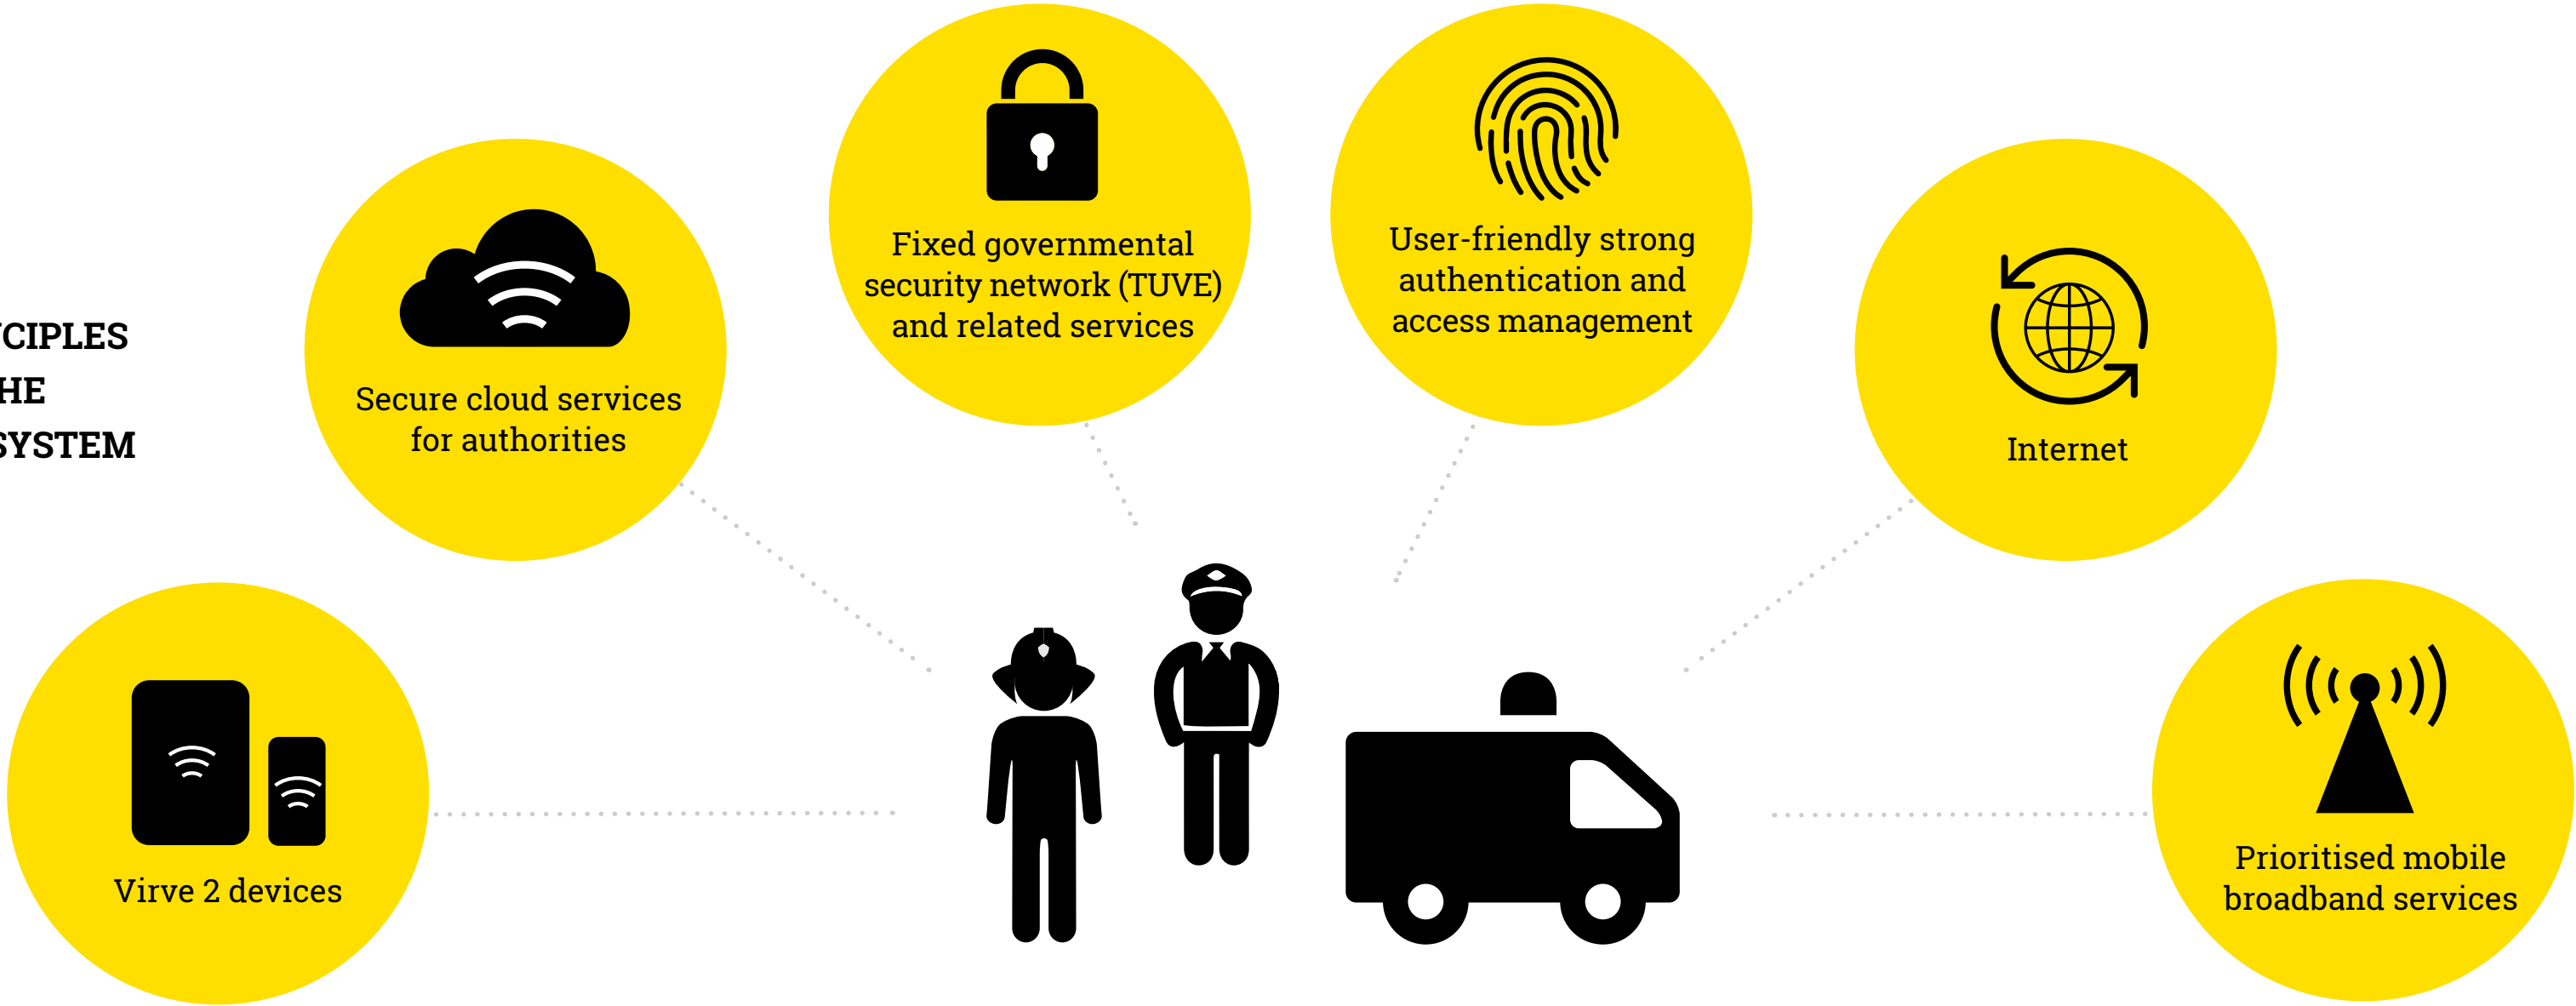 NCIPLES
HE
SYSTEM
Secure cloud services
for authorities
Fixed governmental
security network (TUVE)
and related services
User-friendly strong
authentication and
access management
Internet
Virve 2 devices
Prioritised mobile
broadband services